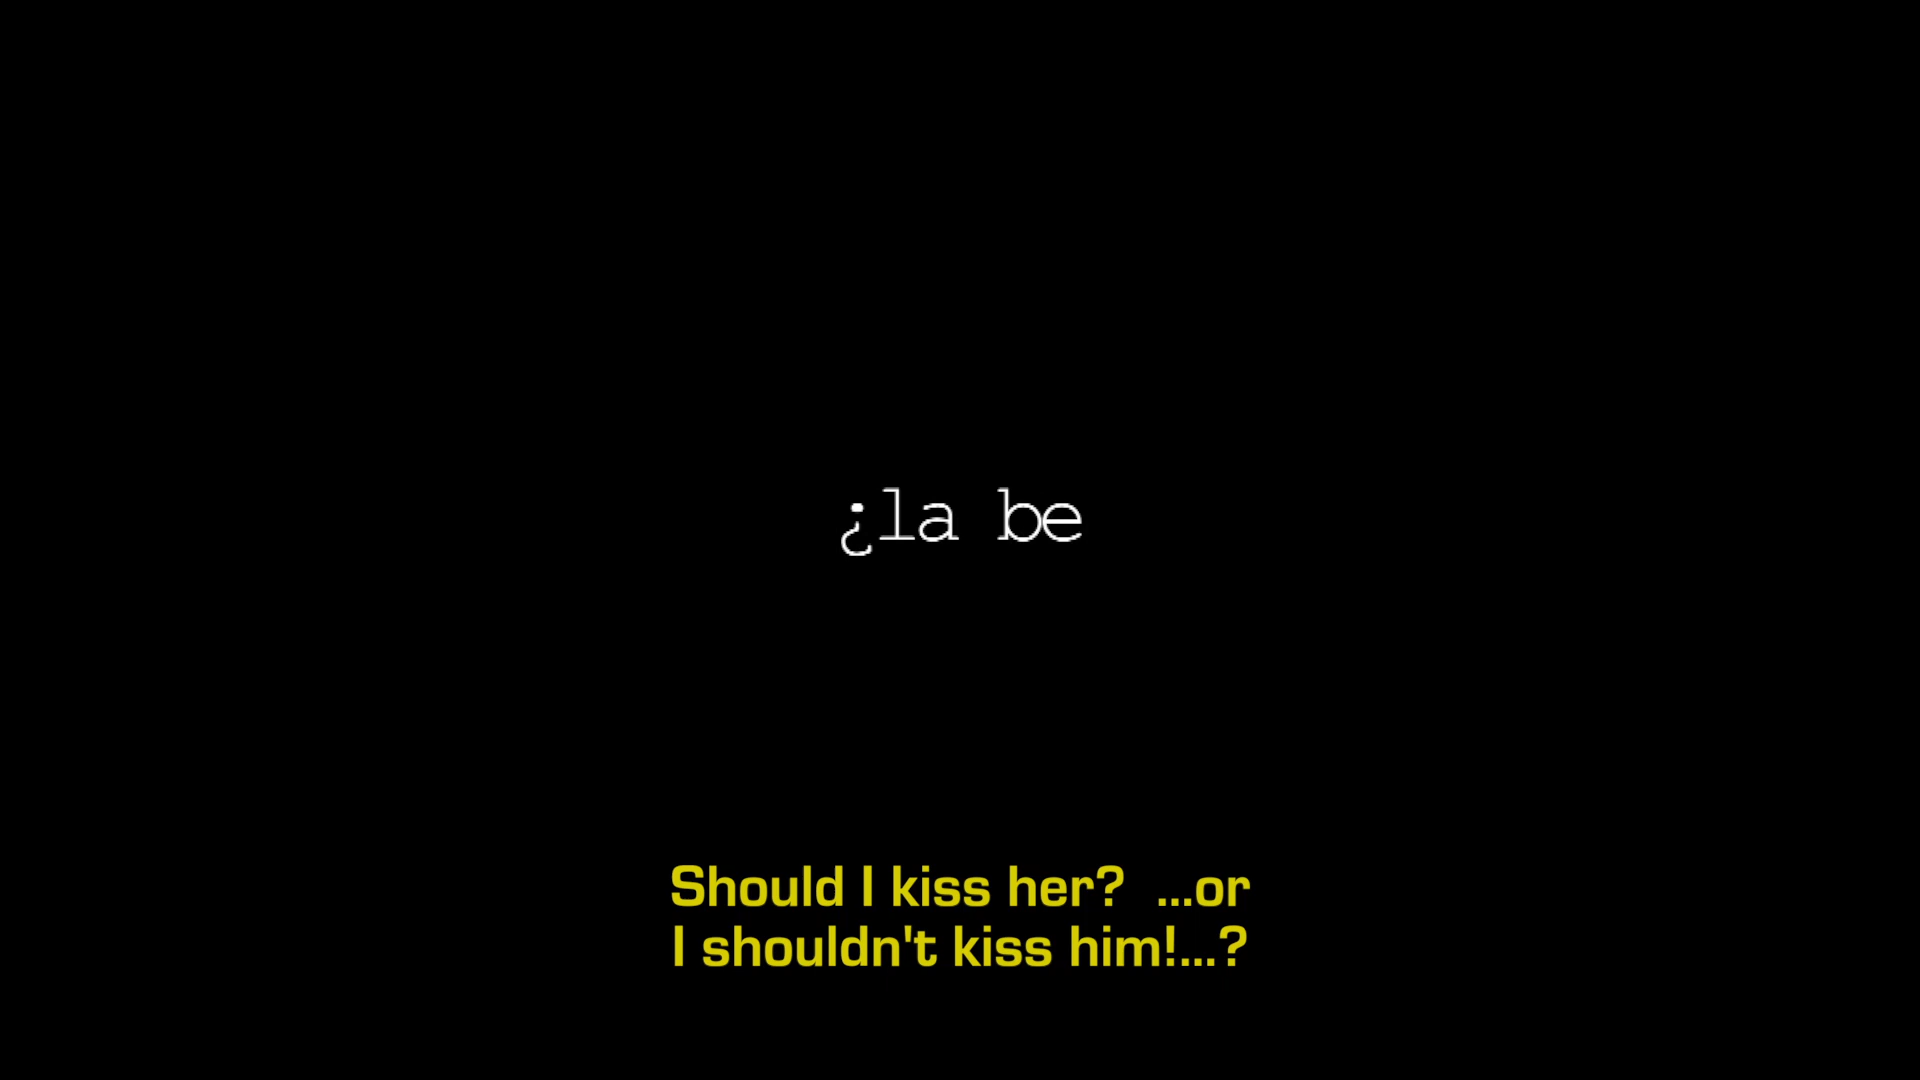 ¿la be
Should I kiss her?  ...or
I shouldn't kiss him!...?